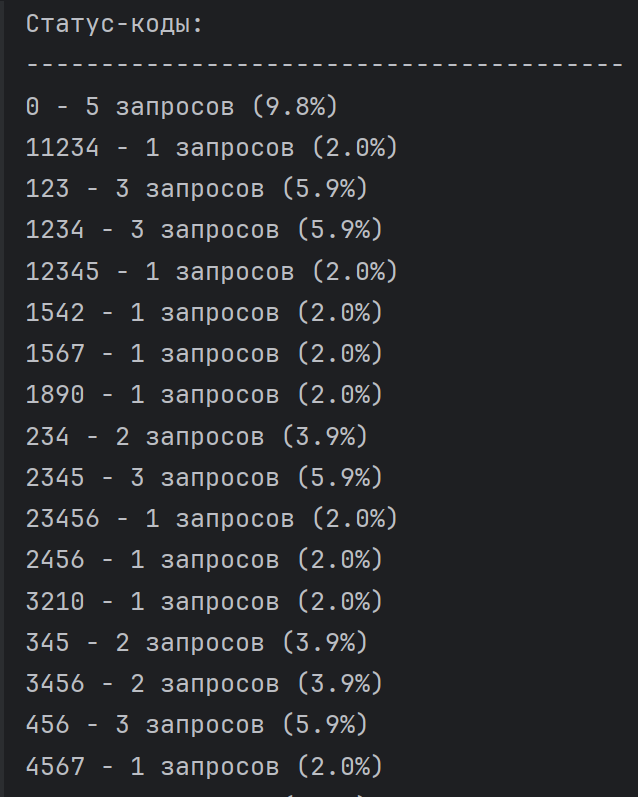 Статус-коды:
----------------------------------------
0 - 5 запросов (9.8%)
11234 - 1 запросов (2.0%)
123 - 3 запросов (5.9%)
1234 - 3 запросов (5.9%)
12345 - 1 запросов (2.0%)
1542 - 1 запросов (2.0%)
1567 - 1 запросов (2.0%)
1890 - 1 запросов (2.0%)
234 - 2 запросов (3.9%)
2345 - 3 запросов (5.9%)
23456 - 1 запросов (2.0%)
2456 - 1 запросов (2.0%)
3210 - 1 запросов (2.0%)
345 - 2 запросов (3.9%)
3456 - 2 запросов (3.9%)
456 - 3 запросов (5.9%)
4567 - 1 запросов (2.0%)